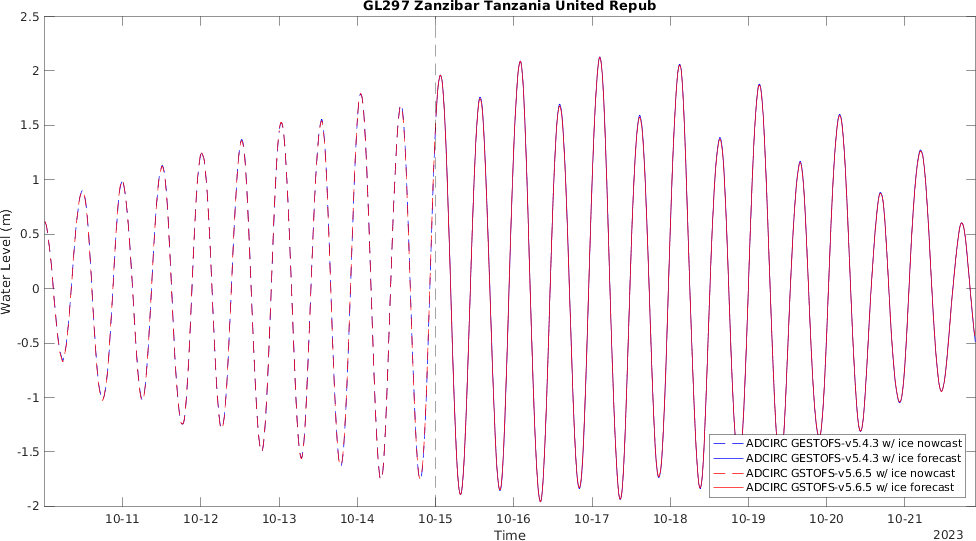 GL297 Zanzibar Tanzania United Repub
2.5
2
1.5
1
0.5
0
-0.5
-1
-1.5
-2
Water Level (m)
ADCIRC GESTOFS-v5.4.3 w/ ice nowcast
ADCIRC GESTOFS-v5.4.3 w/ ice forecast
ADCIRC GSTOFS-v5.6.5 w/ ice nowcast
ADCIRC GSTOFS-v5.6.5 w/ ice forecast
10-11 10-12 10-13 10-14 10-15 10-16 10-17 10-18 10-19 10-20 10-21
Time
2023